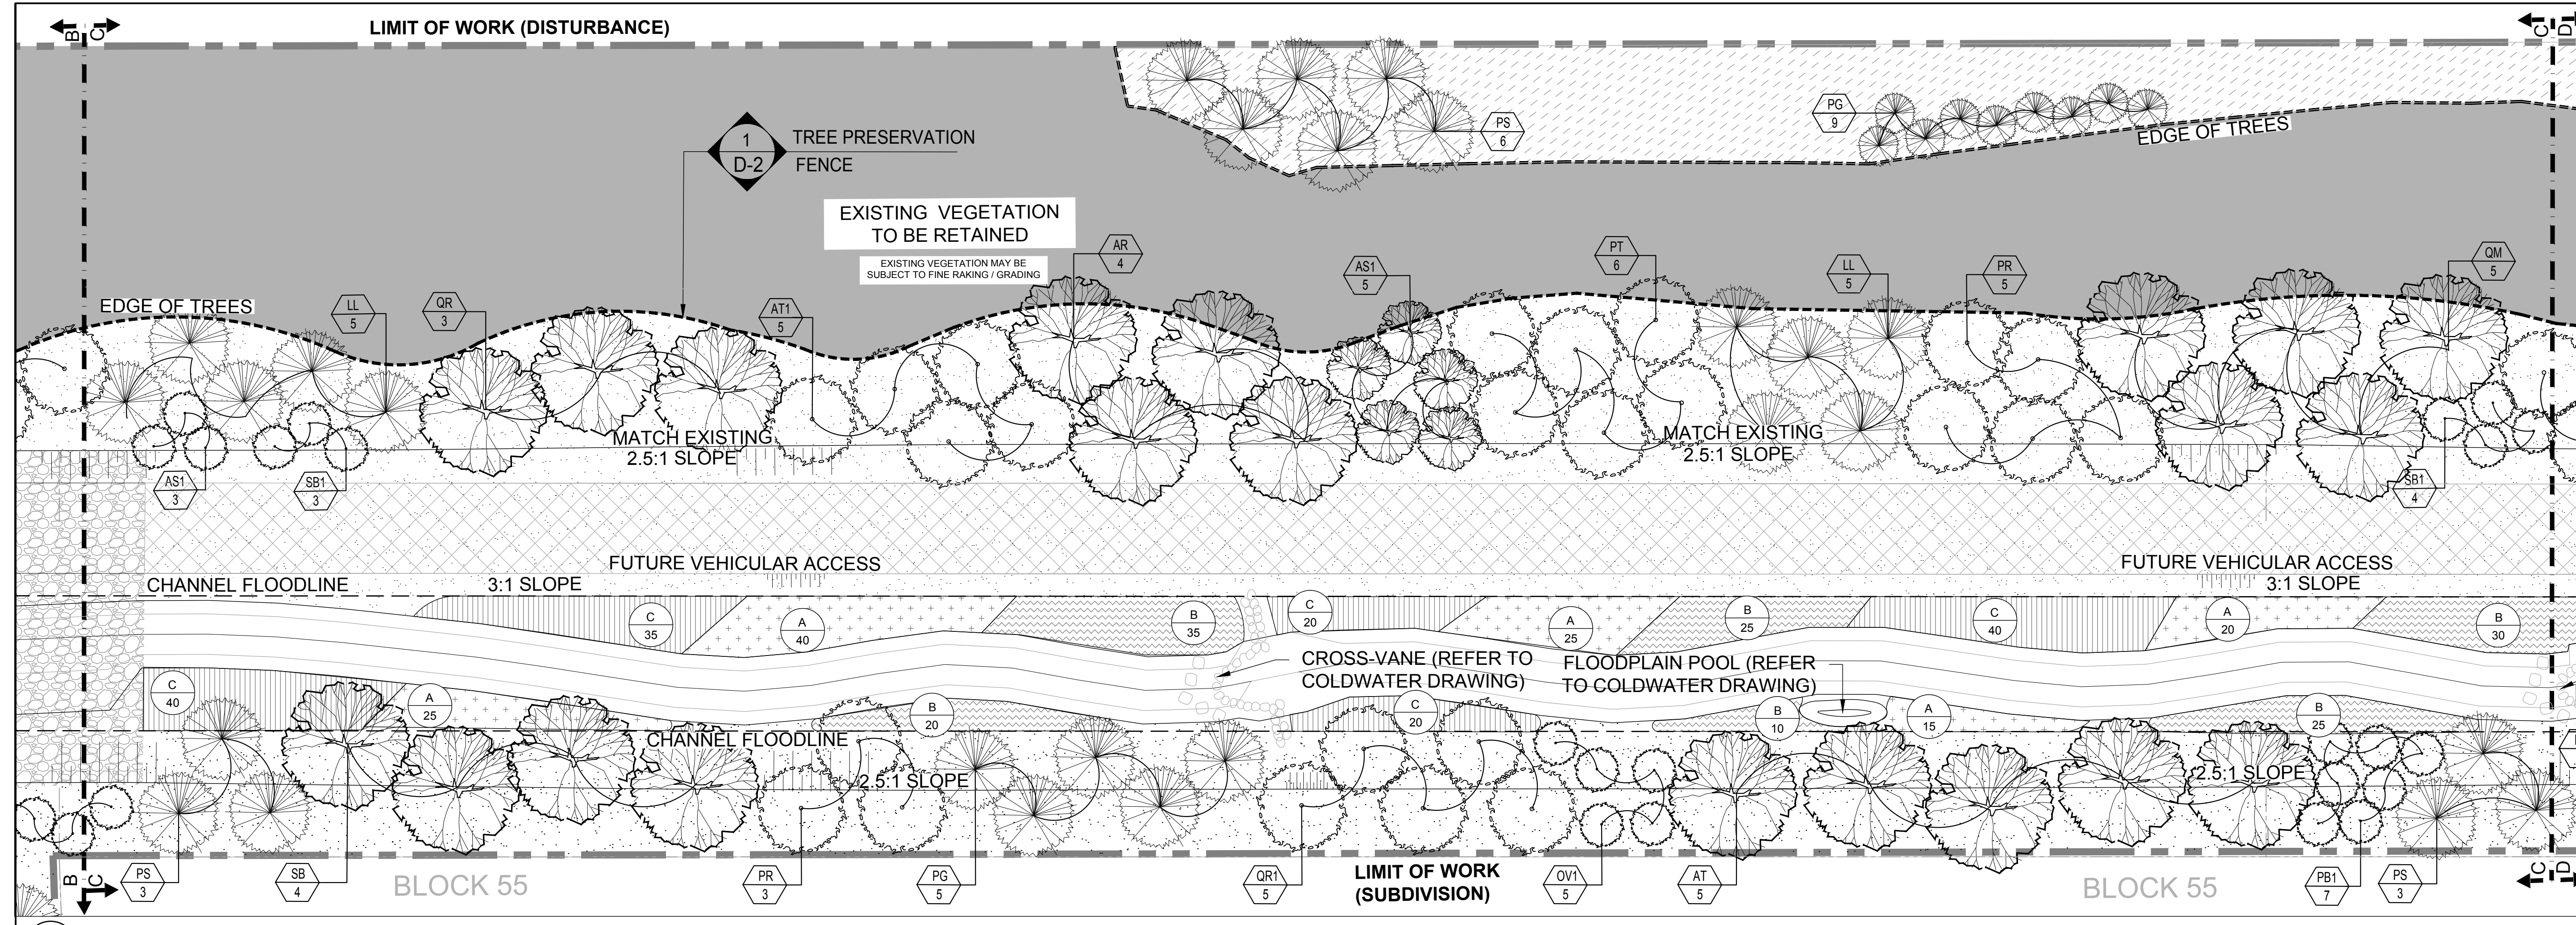 LIMIT OF WORK (DISTURBANCE)
B
C
C
D
1
D-2
TREE PRESERVATION
FENCE
PS
6
PG
9
EDGE OF TREES
EXISTING VEGETATION
TO BE RETAINED
EXISTING VEGETATION MAY BE
SUBJECT TO FINE RAKING / GRADING
AR
4
AS1
5
PT
6
LL
5
PR
5
QM
5
EDGE OF TREES
LL
5
QR
3
AT1
5
MATCH EXISTING
2.5:1 SLOPE
MATCH EXISTING
2.5:1 SLOPE
AS1
3
SB1
3
SB1
4
FUTURE VEHICULAR ACCESS
FUTURE VEHICULAR ACCESS
CHANNEL FLOODLINE
3:1 SLOPE
3:1 SLOPE
C
35
A
40
B
35
C
20
A
25
B
25
C
40
A
20
B
30
CROSS-VANE (REFER TO
COLDWATER DRAWING)
FLOODPLAIN POOL (REFER
TO COLDWATER DRAWING)
C
40
A
25
B
20
C
20
B
10
A
15
B
25
CHANNEL FLOODLINE
2.5:1 SLOPE
2.5:1 SLOPE
B
C
PS
3
SB
4
BLOCK 55
PR
3
PG
5
QR1
5
LIMIT OF WORK
(SUBDIVISION)
OV1
5
AT
5
BLOCK 55
PB1
7
PS
3
C
D